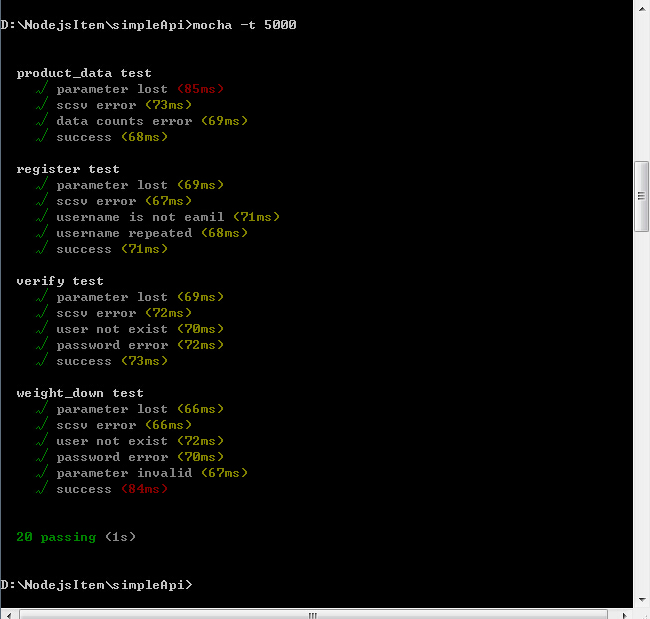 D:\NodejsItem\simpleApi>mocha -t 5000
product_data test
√ parameter lost (85ms)
√ scsv error (73ms)
√ data counts error (69ms)
√ success (68ms)
register test
√ parameter lost (69ms)
√ scsv error (67ms)
√ username is not eamil (71ms)
√ username repeated (68ms)
√ success (71ms)
verify test
√ parameter lost (69ms)
√ scsv error (72ms)
√ user not exist (70ms)
√ password error (72ms)
√ success (73ms)
weight_down test
√ parameter lost (66ms)
√ scsv error (66ms)
√ user not exist (72ms)
√ password error (70ms)
√ parameter invalid (67ms)
√ success (84ms)
20 passing (1s)
D:\NodejsItem\simpleApi>